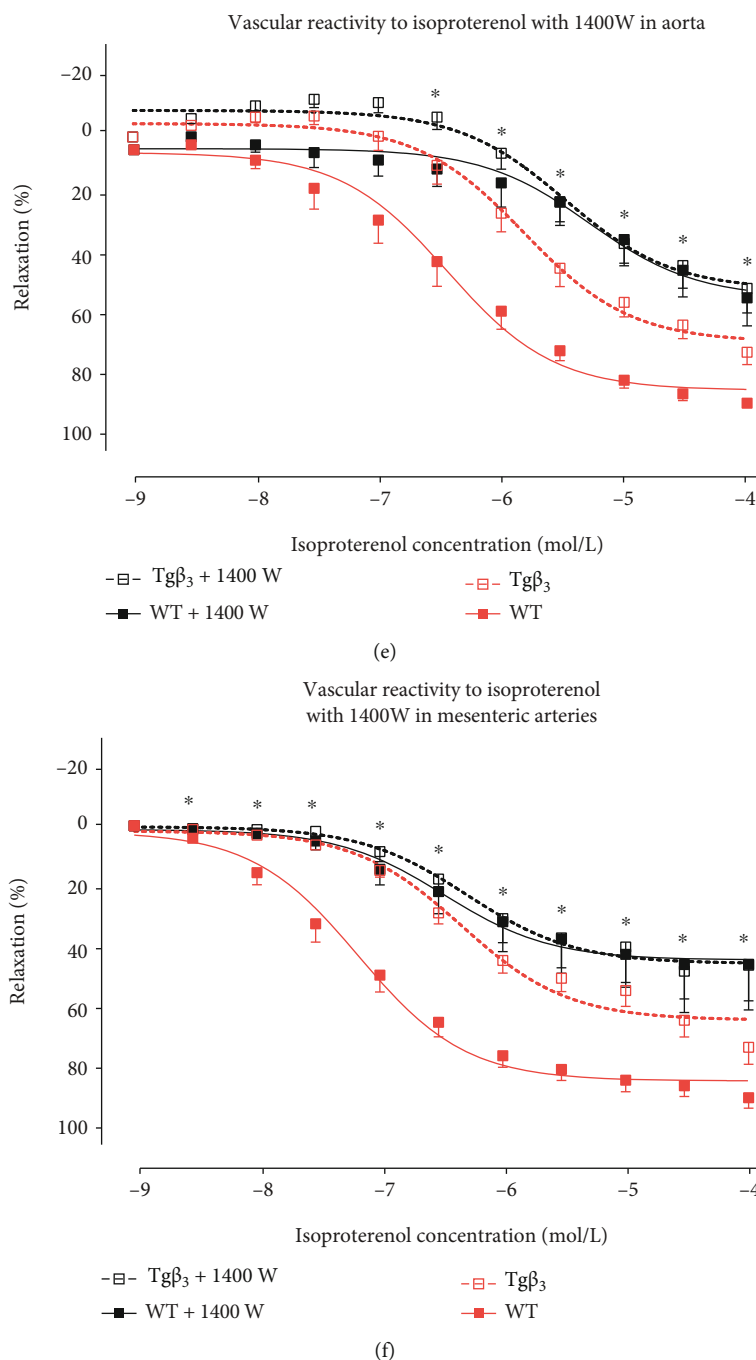 Vascular reactivity to isoproterenol with 1400W in aorta
–20
0
20
40
60
80
100
Relaxation (%)
* * * * * *
–9 –8 –7 –6 –5 –4
Isoproterenol concentration (mol/L)
Tgβ₃ + 1400 W
WT + 1400 W
Tgβ₃
WT
(e)
Vascular reactivity to isoproterenol
with 1400W in mesenteric arteries
–20
0
20
40
60
80
100
Relaxation (%)
* * * * * * * * * *
–9 –8 –7 –6 –5 –4
Isoproterenol concentration (mol/L)
Tgβ₃ + 1400 W
WT + 1400 W
Tgβ₃
WT
(f)